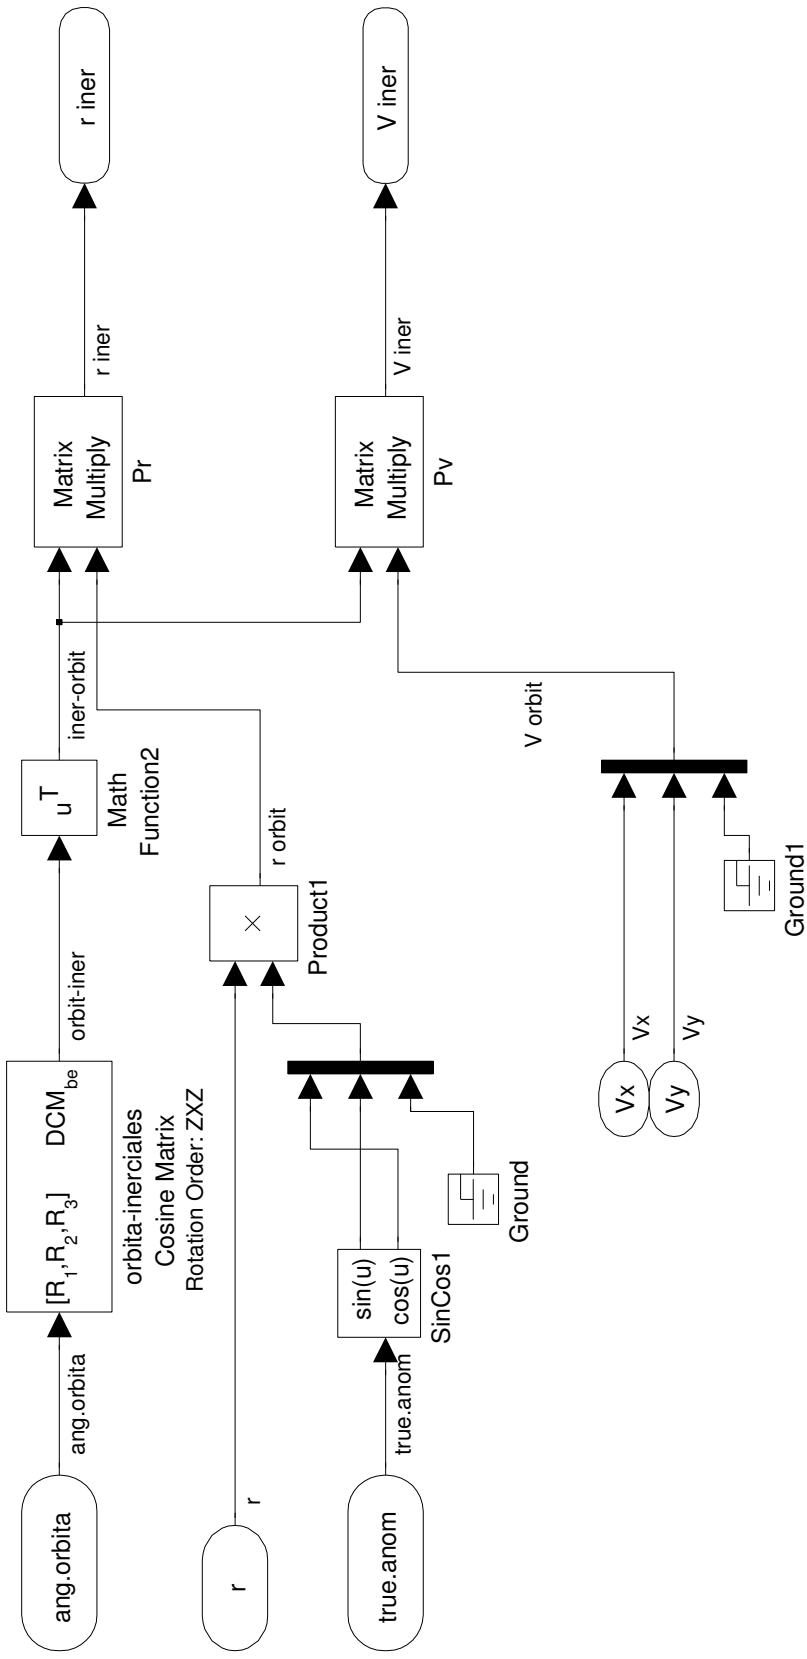 ang.orbita
ang.orbita
[R1,R2,R3]
DCMbe
orbita-inerciales
Cosine Matrix
Rotation Order: ZXZ
orbit-iner
uT
Math
Function2
iner-orbit
Matrix
Multiply
Pr
r iner
r iner
r
r
×
Product1
r orbit
true.anom
true.anom
sin(u)
cos(u)
SinCos1
Ground
Matrix
Multiply
Pv
V iner
V iner
Vx
Vx
Vy
Vy
Ground1
V orbit